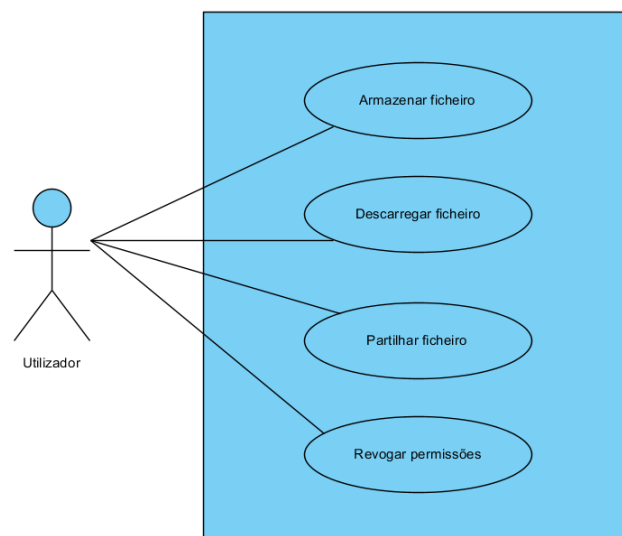 Armazenar ficheiro
Descarregar ficheiro
Partilhar ficheiro
Utilizador
Revogar permissões